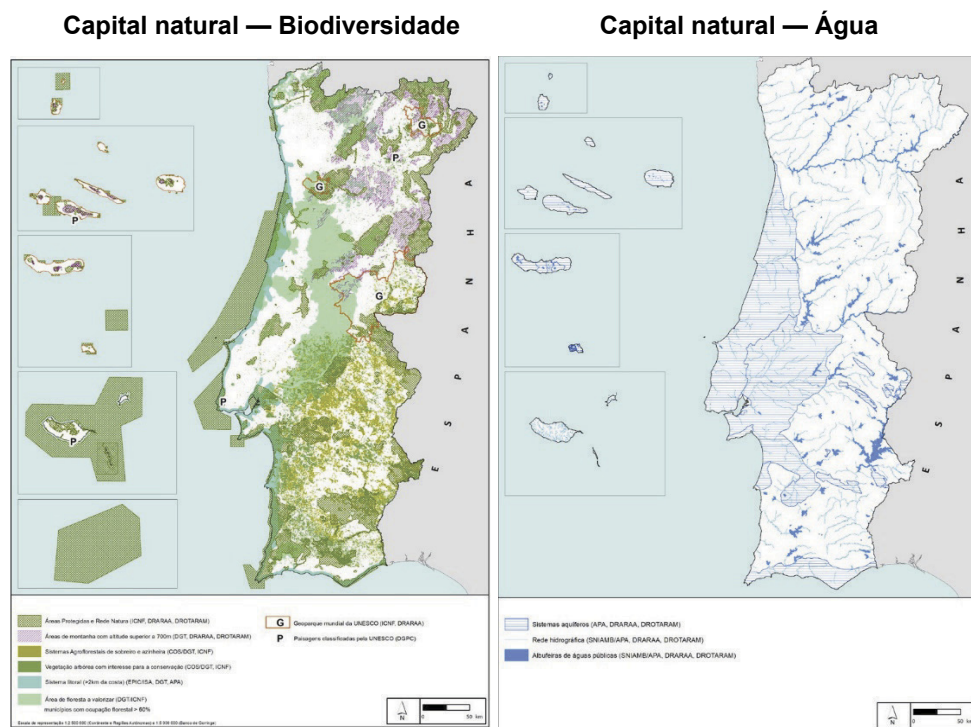 Capital natural — Biodiversidade
Capital natural — Água
G
P
G
G
P
P
P
E S P A N H A
E S P A N H A
Áreas Protegidas e Rede Natura (ICNF, DRARAA, DROTARAM)
Áreas de montanha com altitude superior a 700m (DGT, DRARAA, DROTARAM)
Sistemas Agroflorestais de sobreiro e azinheira (COS/DGT, ICNF)
Vegetação arbórea com interesse para a conservação (COS/DGT, ICNF)
Sistema litoral (<2km da costa) (EPIC/ISA, DGT, APA)
Área de floresta a valorizar (DGT/ICNF)
municípios com ocupação florestal > 60%
G Geoparque mundial da UNESCO (ICNF, DRARAA)
P Paisagens classificadas pela UNESCO (DGPC)
N 0 50 km
Sistemas aquíferos (APA, DRARAA, DROTARAM)
Rede hidrográfica (SNIAMB/APA, DRARAA, DROTARAM)
Albufeiras de águas públicas (SNIAMB/APA, DRARAA, DROTARAM)
N 0 50 km